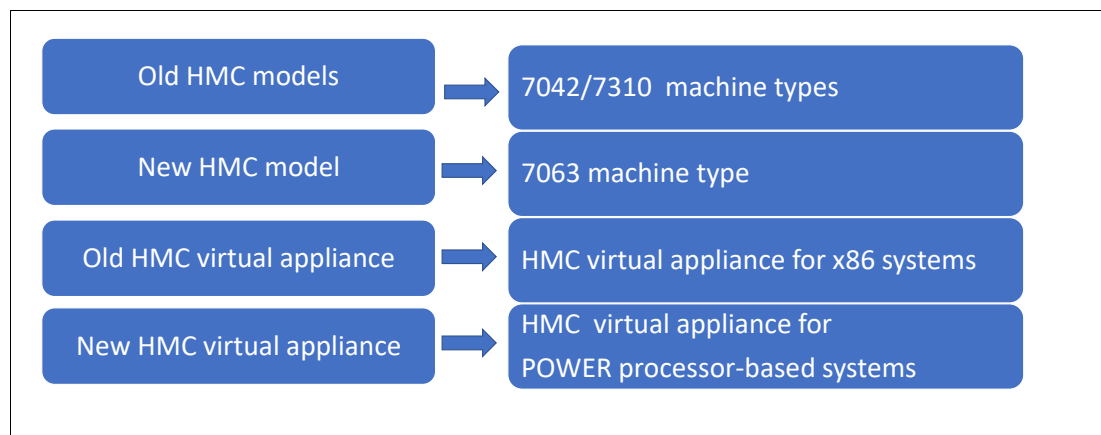 Old HMC models
7042/7310  machine types
New HMC model
7063 machine type
Old HMC virtual appliance
HMC virtual appliance for x86 systems
New HMC virtual appliance
HMC  virtual appliance for
POWER processor-based systems